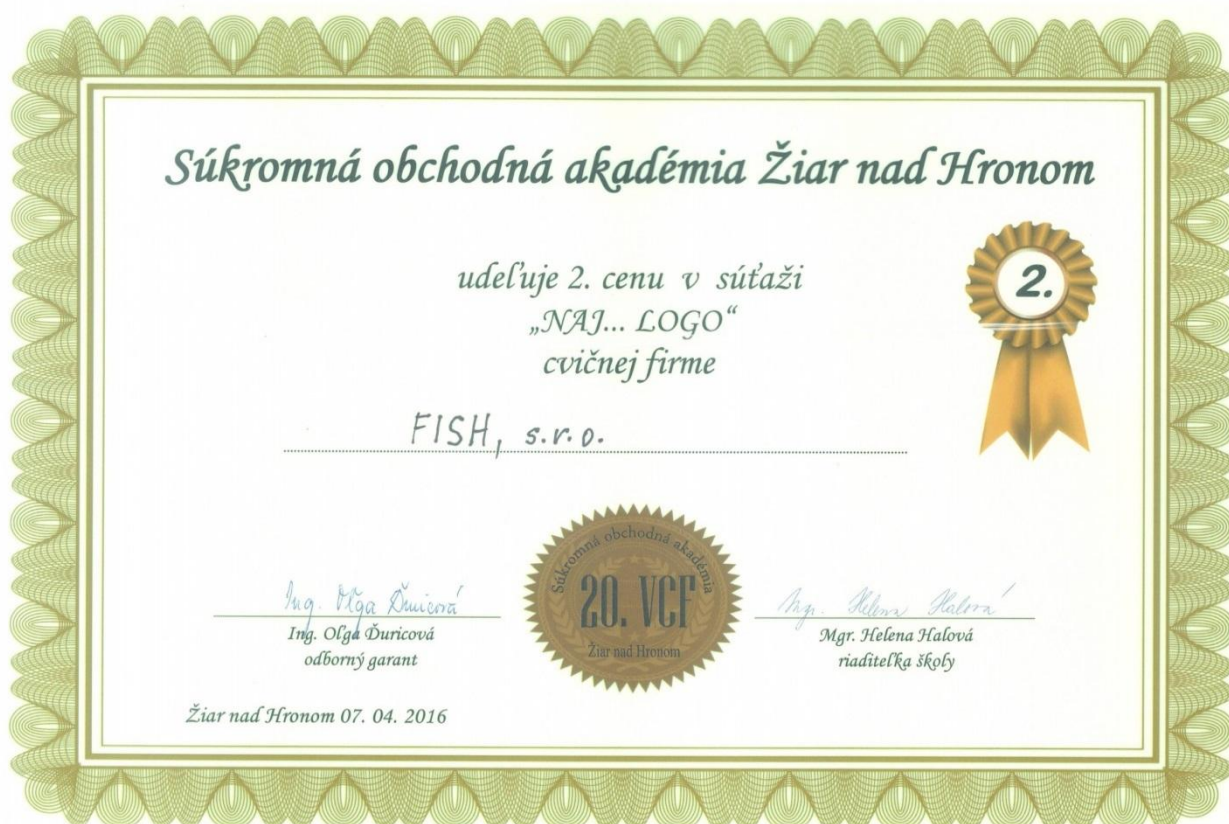 Súkromná obchodná akadémia Žiar nad Hronom
udeľuje 2. cenu v súťaži
„NAJ... LOGO“
cvičnej firme
2.
FISH, s.r.o.
Súkromná obchodná akadémia
20. VCF
Žiar nad Hronom
Ing. Oľga Ďuricová
Ing. Oľga Ďuricová
odborný garant
Mgr. Helena Halová
Mgr. Helena Halová
riaditeľka školy
Žiar nad Hronom 07. 04. 2016